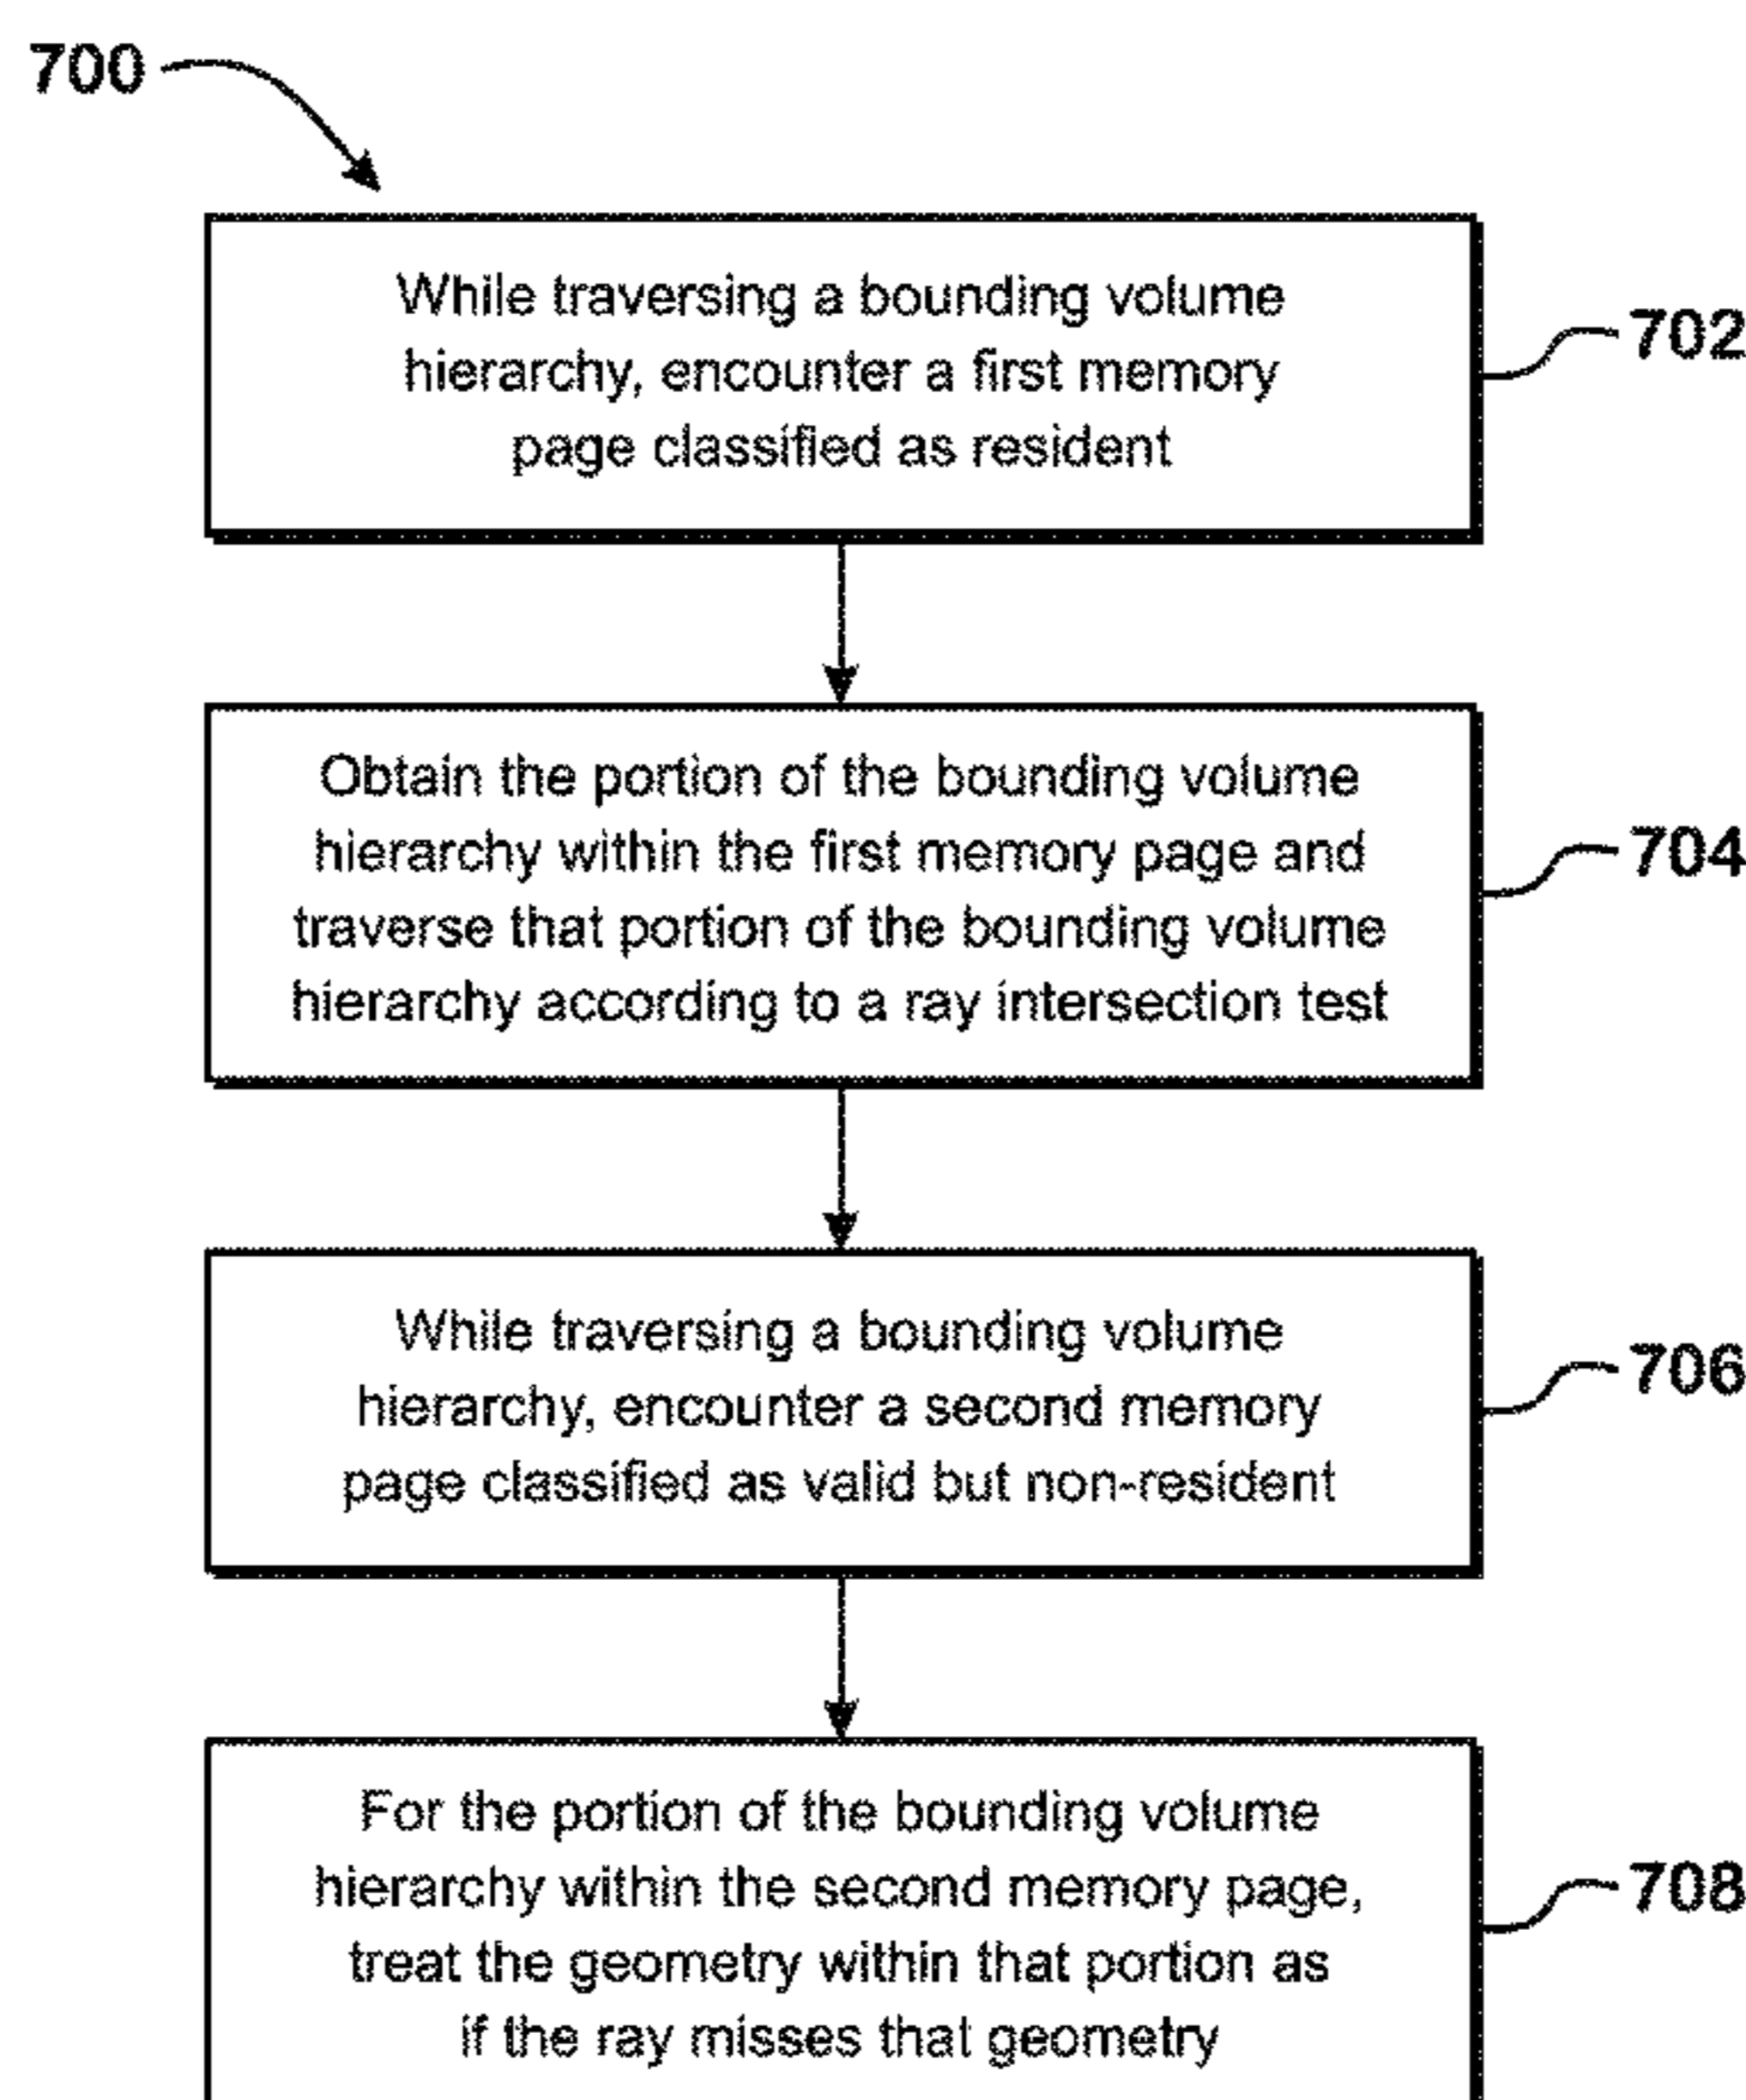 700
While traversing a bounding volume
hierarchy, encounter a first memory
page classified as resident
702
Obtain the portion of the bounding volume
hierarchy within the first memory page and
traverse that portion of the bounding volume
hierarchy according to a ray intersection test
704
While traversing a bounding volume
hierarchy, encounter a second memory
page classified as valid but non-resident
706
For the portion of the bounding volume
hierarchy within the second memory page,
treat the geometry within that portion as
if the ray misses that geometry
708